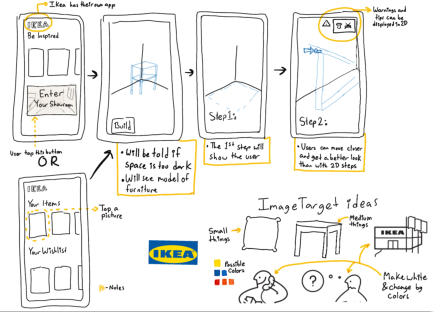 Ikea has their own app
IKEA
Be Inspired
Enter
Your Showroom
User tap this button
OR
IKEA
Your Items
Your Wishlist
Tap a
picture
- Notes
Build
• Will be told if
space is too dark
• Will see model of
furniture
Step 1:
• The 1st step will
show the user
Warnings and
tips can be
displayed in 2D
Step 2:
• Users can move closer
and get a better look
than with 2D steps
ImageTarget ideas
Small
things
Medium
things
IKEA
IKEA
Possible
Colors
?
Make white
& change by
colors